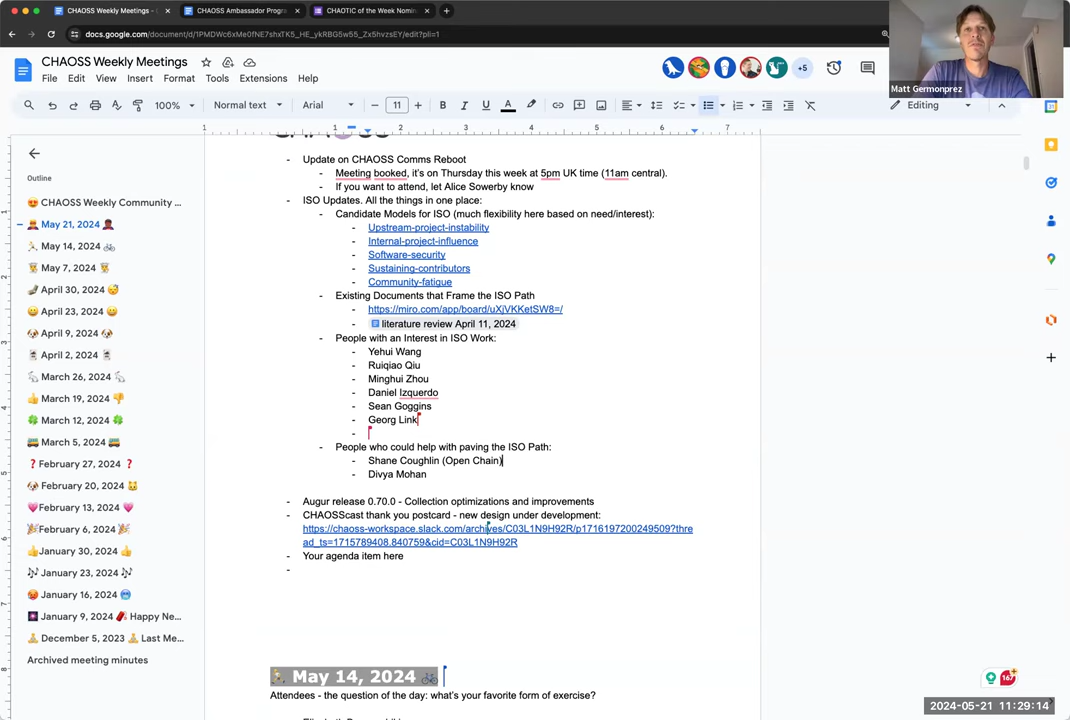 CHAOSS Weekly Meetings -
CHAOSS Ambassador Progra
CHAOTIC of the Week Nomin
docs.google.com/document/d/1PMDWc6xMe0fNE7shxTK5_HE_ykRBG5w55_Zx5hvzsEY/edit?pli=1
CHAOSS Weekly Meetings
File Edit View Insert Format Tools Extensions Help
+5
Matt Germonprez
100% Normal text Arial 11 B I U A Editing
1 1 2 3 4 5 6 7
- Update on CHAOSS Comms Reboot
- Meeting booked, it's on Thursday this week at 5pm UK time (11am central).
- If you want to attend, let Alice Sowerby know
- ISO Updates. All the things in one place:
- Candidate Models for ISO (much flexibility here based on need/interest):
- Upstream-project-instability
- Internal-project-influence
- Software-security
- Sustaining-contributors
- Community-fatigue
- Existing Documents that Frame the ISO Path
- https://miro.com/app/board/uXjVKKetSW8=/
- literature review April 11, 2024
- People with an Interest in ISO Work:
- Yehui Wang
- Ruiqiao Qiu
- Minghui Zhou
- Daniel Izquerdo
- Sean Goggins
- Georg Link
-
- People who could help with paving the ISO Path:
- Shane Coughlin (Open Chain)
- Divya Mohan
- Augur release 0.70.0 - Collection optimizations and improvements
- CHAOSScast thank you postcard - new design under development:
https://chaoss-workspace.slack.com/archives/C03L1N9H92R/p1716197200249509?thre
ad_ts=1715789408.840759&cid=C03L1N9H92R
- Your agenda item here
-
May 14, 2024
Attendees - the question of the day: what's your favorite form of exercise?
Outline
😍 CHAOSS Weekly Community ...
May 21, 2024
May 14, 2024
May 7, 2024
April 30, 2024
April 23, 2024
April 9, 2024
April 2, 2024
March 26, 2024
March 19, 2024
March 12, 2024
March 5, 2024
❓February 27, 2024 ❓
February 20, 2024
February 13, 2024
February 6, 2024
January 30, 2024
January 23, 2024
January 16, 2024
January 9, 2024 🧨 Happy Ne...
December 5, 2023 Last Me...
Archived meeting minutes
167
2024-05-21 11:29:14